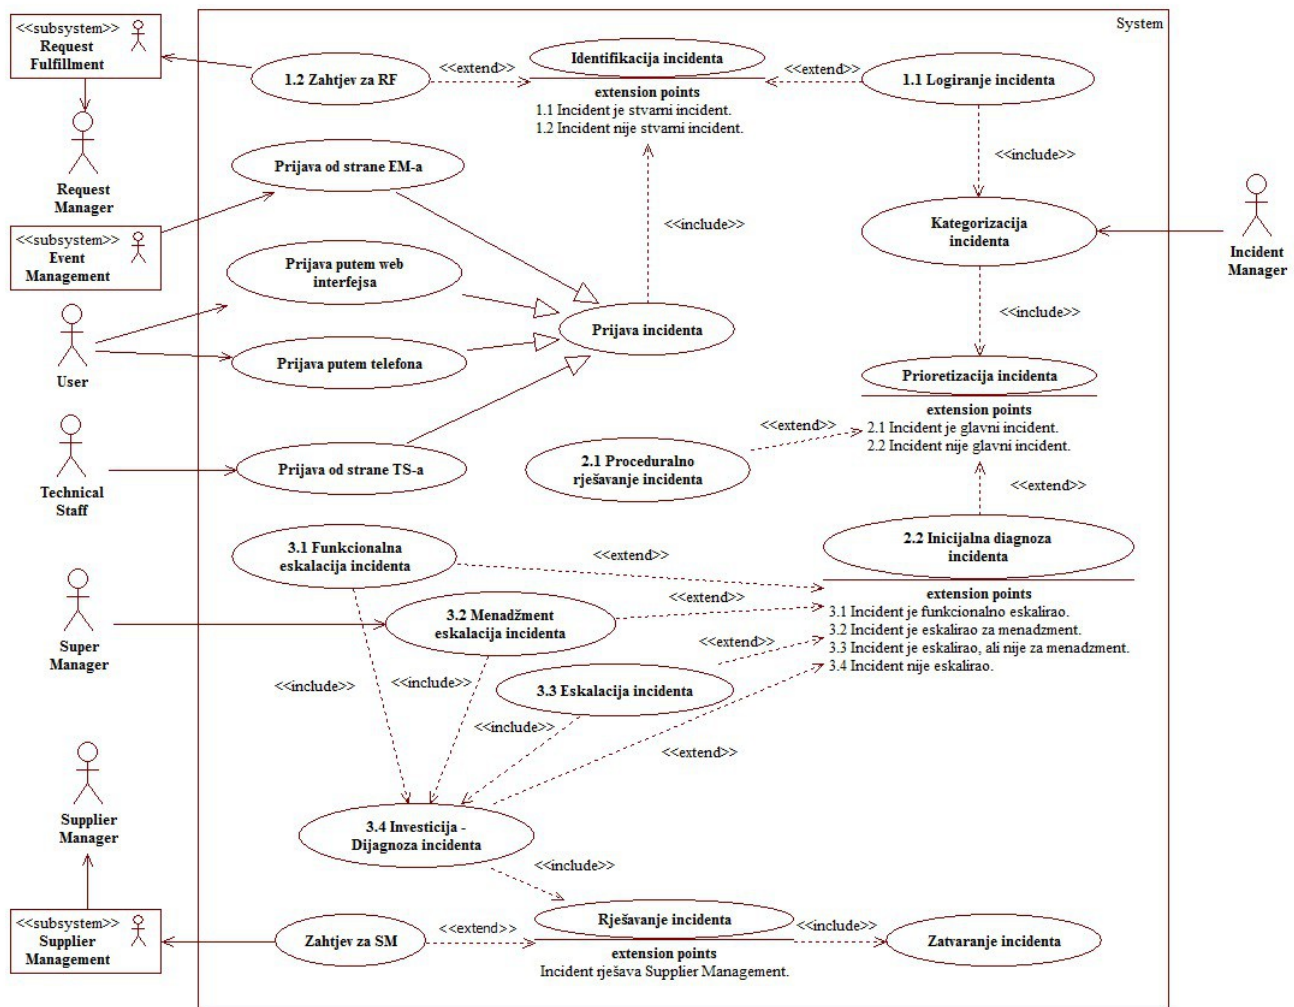 System
<<subsystem>>
Request
Fulfillment
1.2 Zahtjev za RF
<<extend>>
Identifikacija incidenta
<<extend>>
1.1 Logiranje incidenta
extension points
1.1 Incident je stvarni incident.
1.2 Incident nije stvarni incident.
Request
Manager
Prijava od strane EM-a
<<include>>
<<include>>
<<subsystem>>
Event
Management
Kategorizacija
incidenta
Incident
Manager
Prijava putem web
interfejsa
<<include>>
Prijava incidenta
User
Prijava putem telefona
Prioretizacija incidenta
extension points
2.1 Incident je glavni incident.
2.2 Incident nije glavni incident.
<<extend>>
Technical
Staff
Prijava od strane TS-a
2.1 Proceduralno
rješavanje incidenta
<<extend>>
3.1 Funkcionalna
eskalacija incidenta
<<extend>>
2.2 Inicijalna diagnoza
incidenta
extension points
3.1 Incident je funkcionalno eskalirao.
3.2 Incident je eskalirao za menadzment.
3.3 Incident je eskalirao, ali nije za menadzment.
3.4 Incident nije eskalirao.
Super
Manager
3.2 Menadžment
eskalacija incidenta
<<extend>>
<<extend>>
<<include>>
<<include>>
3.3 Eskalacija incidenta
<<include>>
<<extend>>
Supplier
Manager
3.4 Investicija -
Dijagnoza incidenta
<<include>>
<<subsystem>>
Supplier
Management
Zahtjev za SM
<<extend>>
Rješavanje incidenta
<<include>>
Zatvaranje incidenta
extension points
Incident rješava Supplier Management.